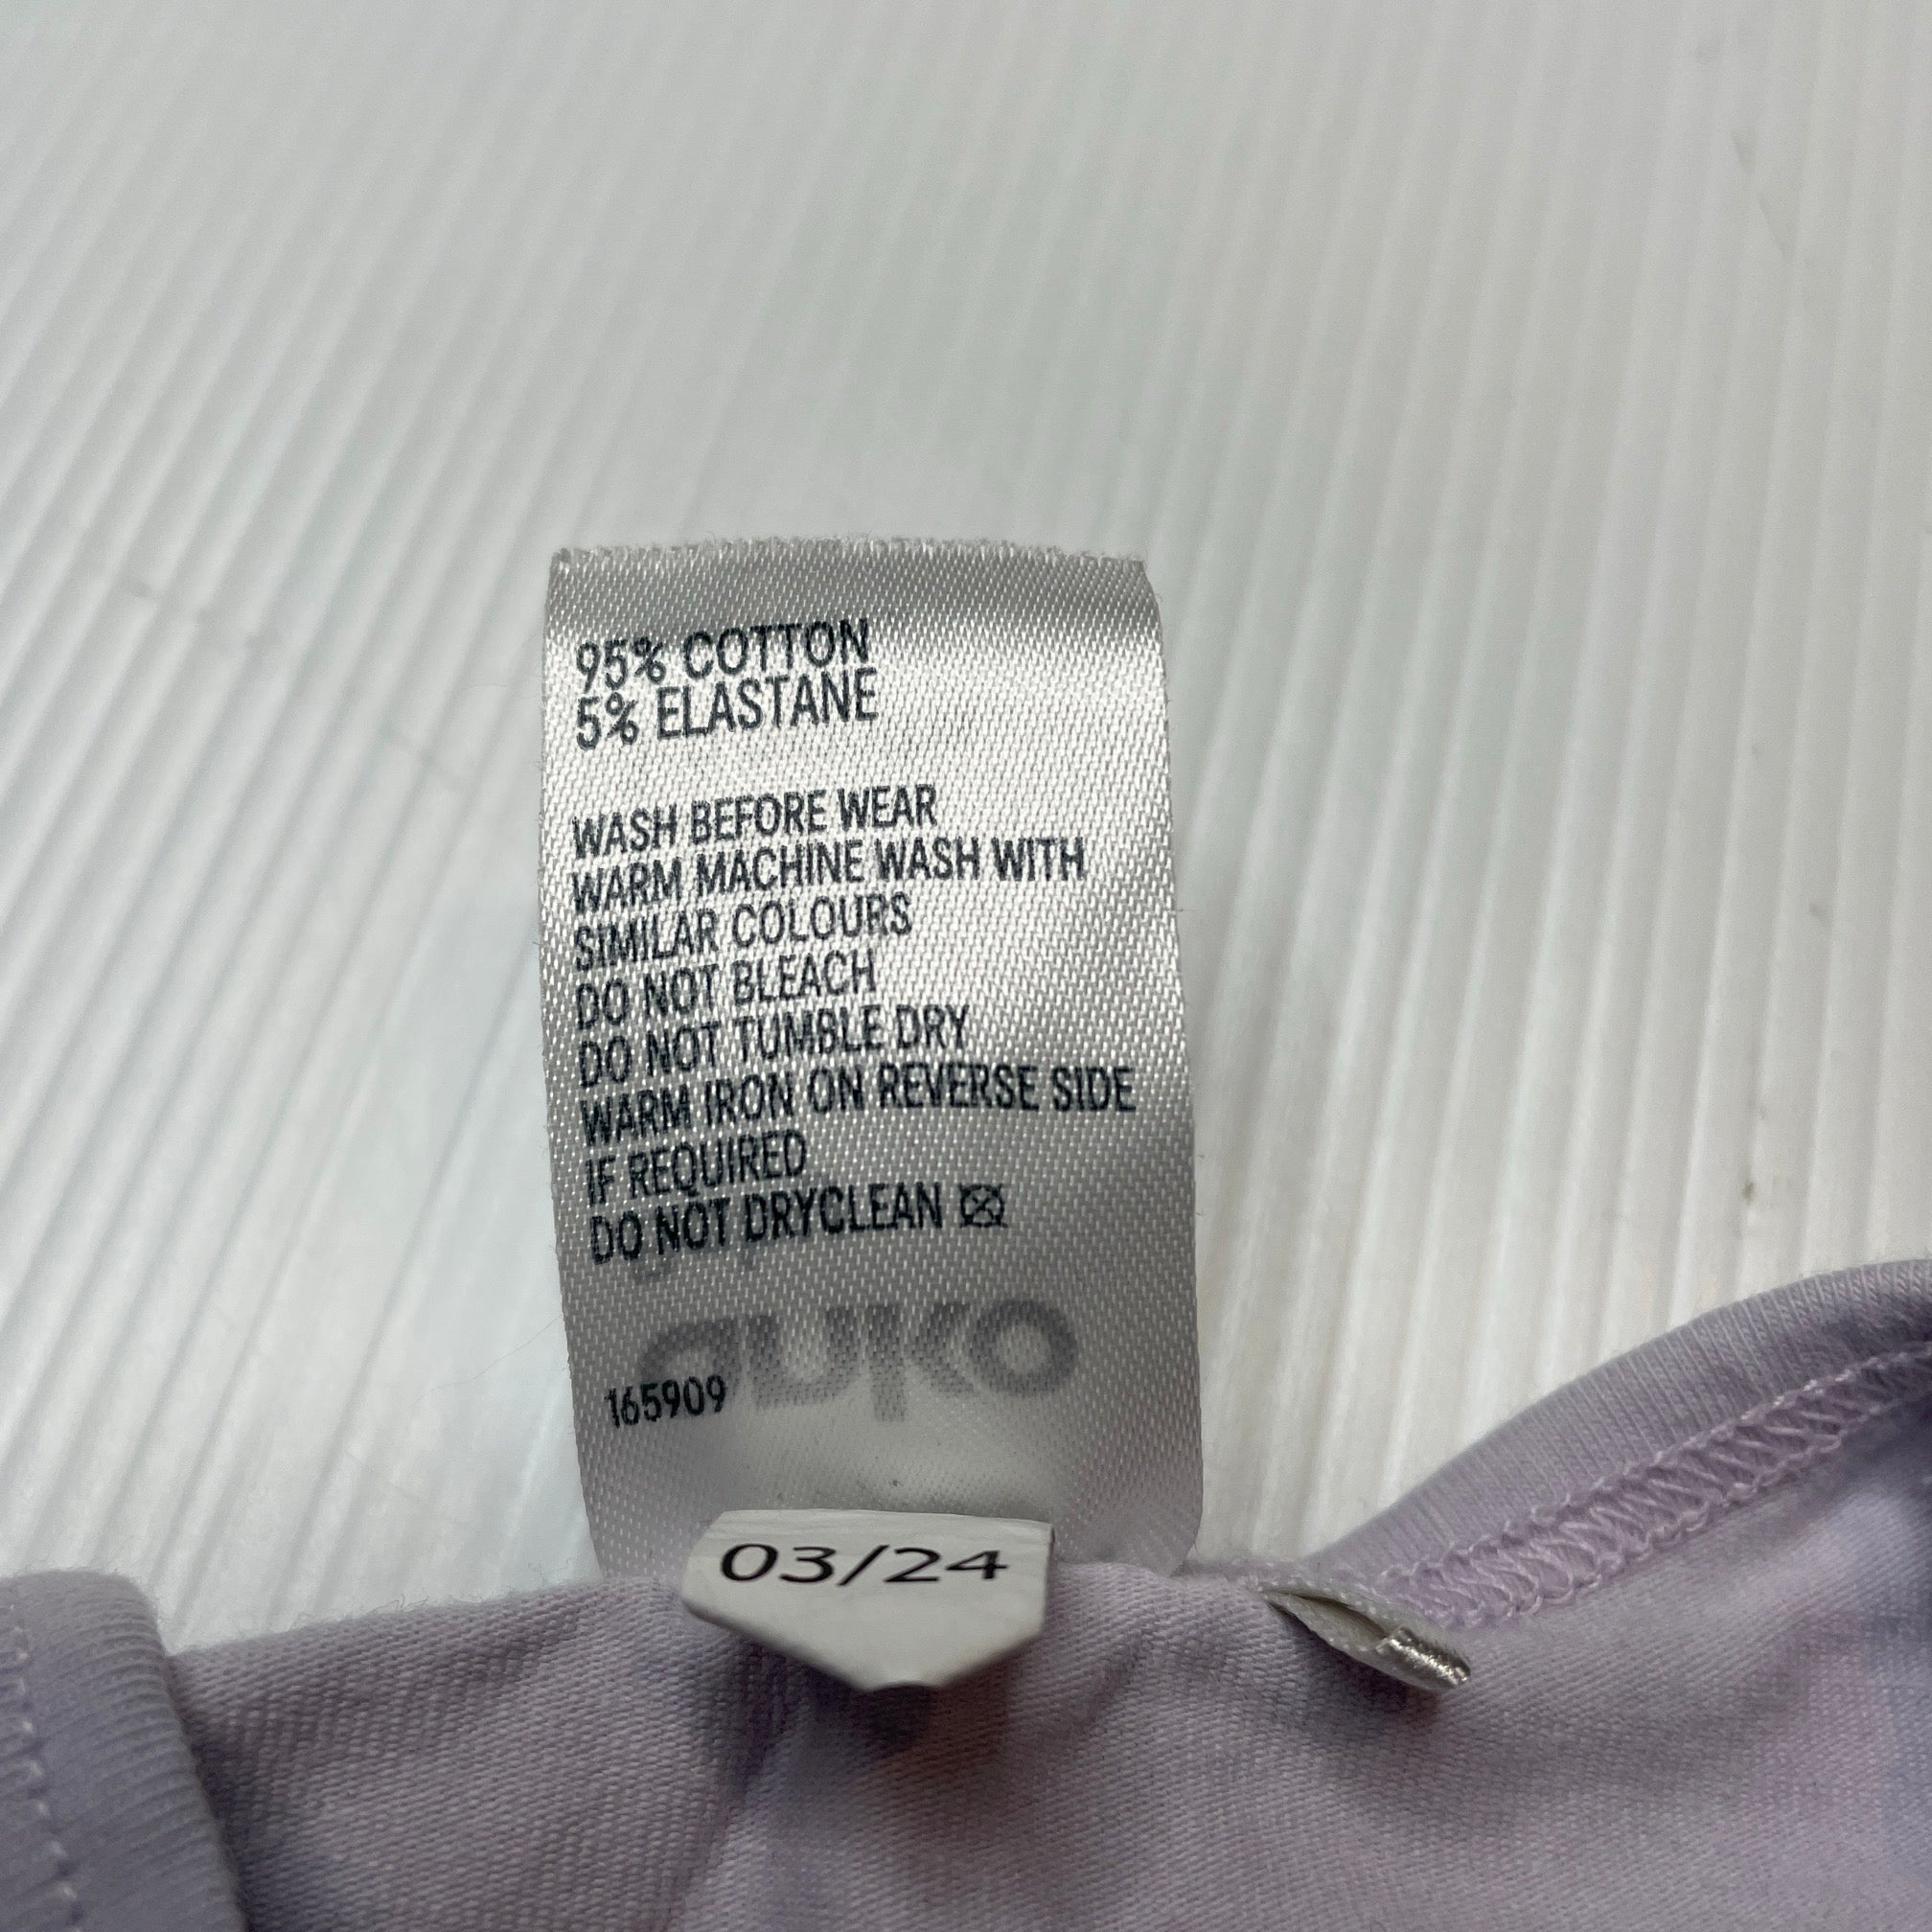 95% COTTON
5% ELASTANE
WASH BEFORE WEAR
WARM MACHINE WASH WITH
SIMILAR COLOURS
DO NOT BLEACH
DO NOT TUMBLE DRY
WARM IRON ON REVERSE SIDE
IF REQUIRED
DO NOT DRYCLEAN
165909
03/24